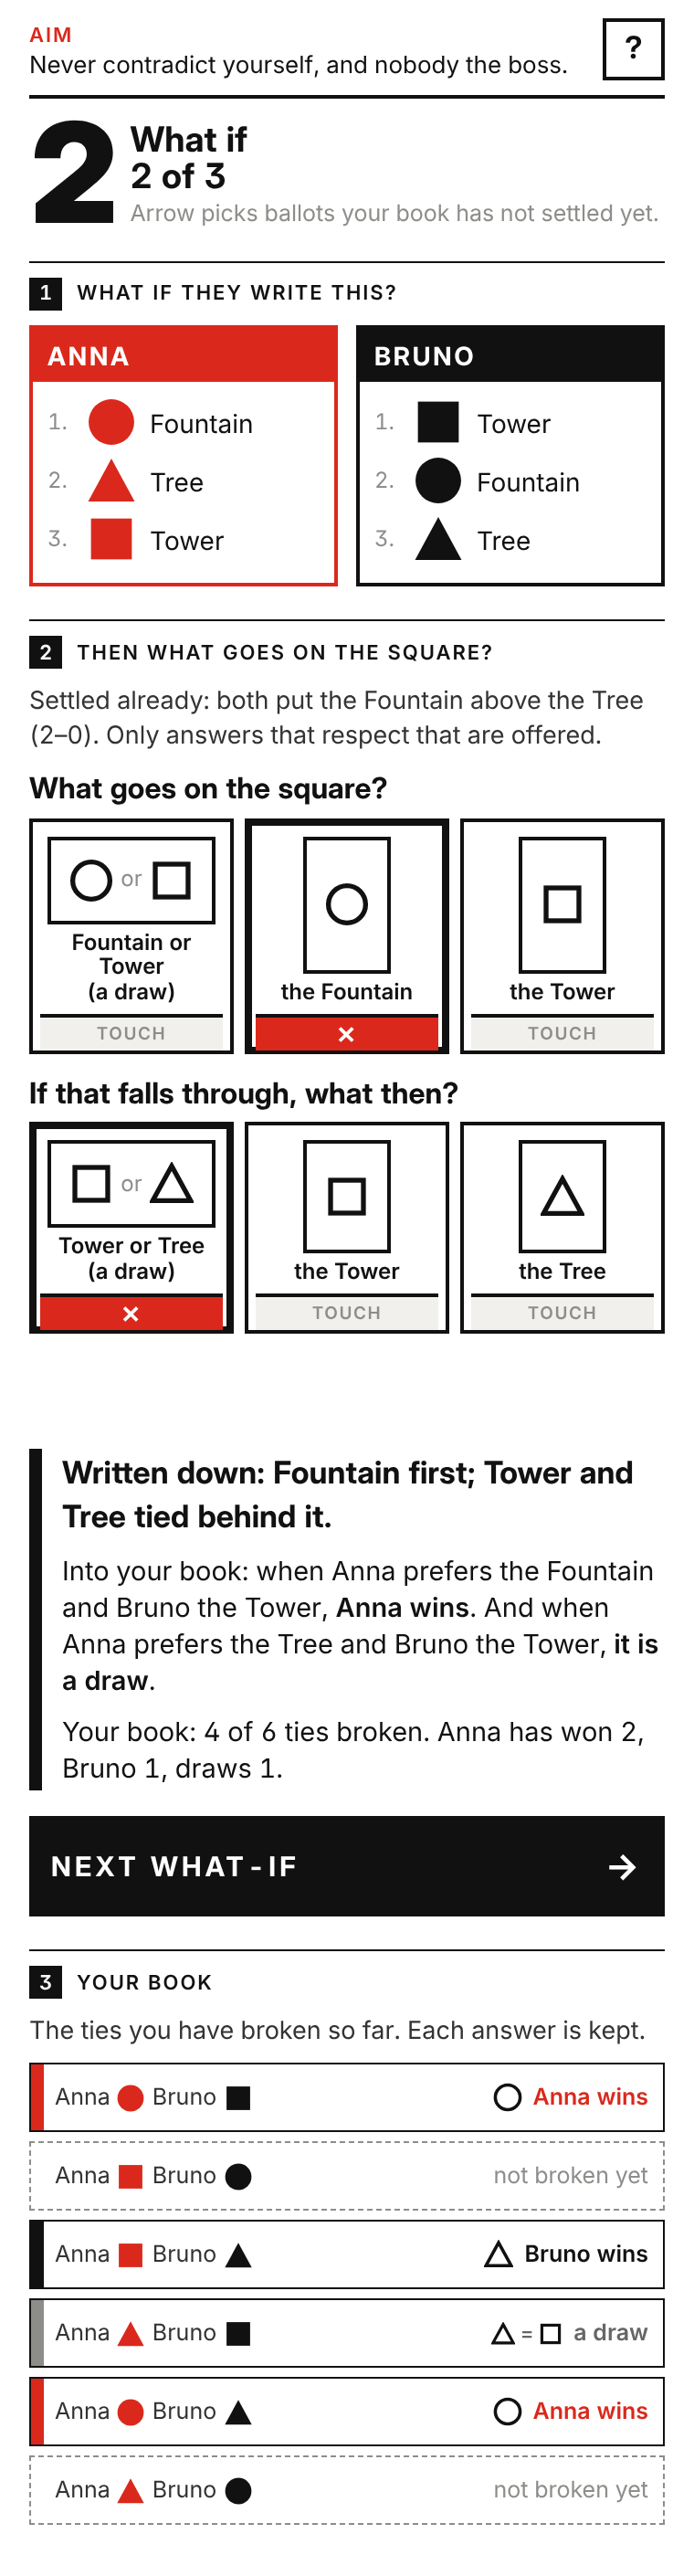 AIM
Never contradict yourself, and nobody the boss.
?
2
What if
2 of 3
Arrow picks ballots your book has not settled yet.
1 WHAT IF THEY WRITE THIS?
ANNA
1. Fountain
2. Tree
3. Tower
BRUNO
1. Tower
2. Fountain
3. Tree
2 THEN WHAT GOES ON THE SQUARE?
Settled already: both put the Fountain above the Tree
(2–0). Only answers that respect that are offered.
What goes on the square?
or
Fountain or
Tower
(a draw)
TOUCH
the Fountain
×
the Tower
TOUCH
If that falls through, what then?
or
Tower or Tree
(a draw)
×
the Tower
TOUCH
the Tree
TOUCH
Written down: Fountain first; Tower and
Tree tied behind it.
Into your book: when Anna prefers the Fountain
and Bruno the Tower, Anna wins. And when
Anna prefers the Tree and Bruno the Tower, it is
a draw.
Your book: 4 of 6 ties broken. Anna has won 2,
Bruno 1, draws 1.
NEXT WHAT-IF →
3 YOUR BOOK
The ties you have broken so far. Each answer is kept.
Anna Bruno Anna wins
Anna Bruno not broken yet
Anna Bruno Bruno wins
Anna Bruno = a draw
Anna Bruno Anna wins
Anna Bruno not broken yet